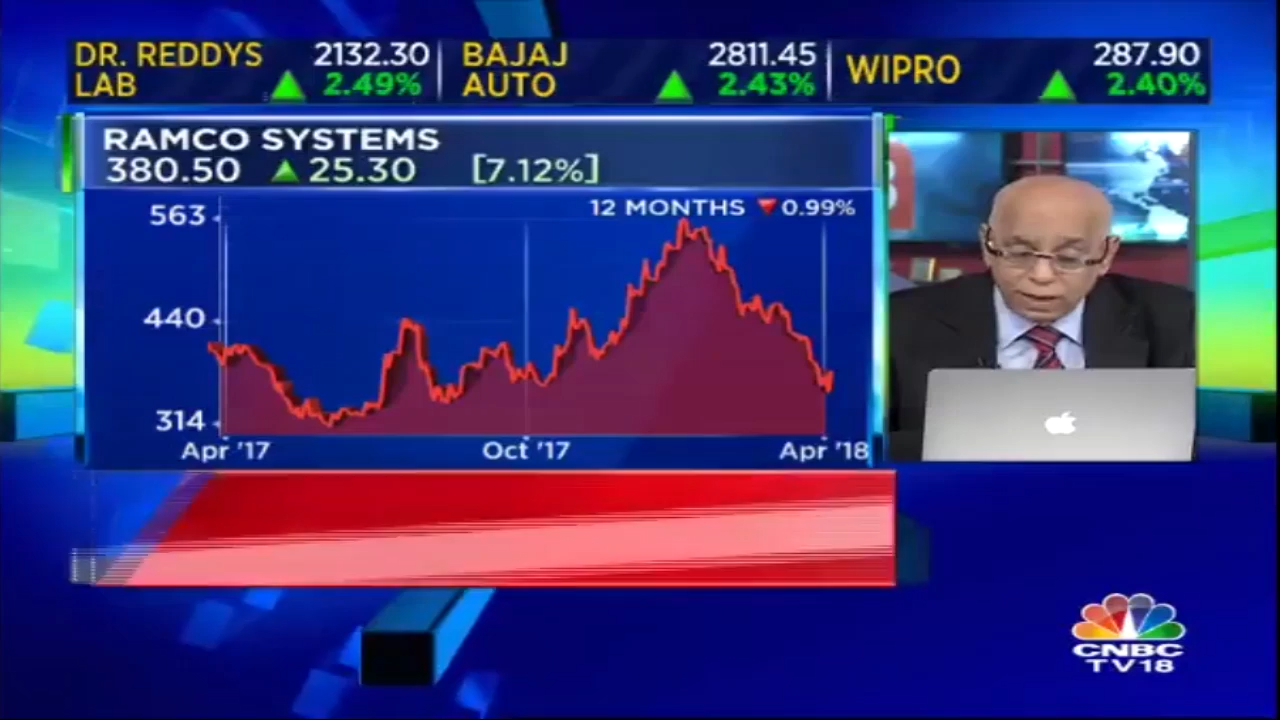 DR. REDDYS 2132.30
LAB ▲ 2.49%
BAJAJ 2811.45
AUTO ▲ 2.43%
WIPRO 287.90
▲ 2.40%
RAMCO SYSTEMS
380.50 ▲ 25.30 [7.12%]
12 MONTHS ▼ 0.99%
563
440
314
Apr '17 Oct '17 Apr '18
CNBC
TV18